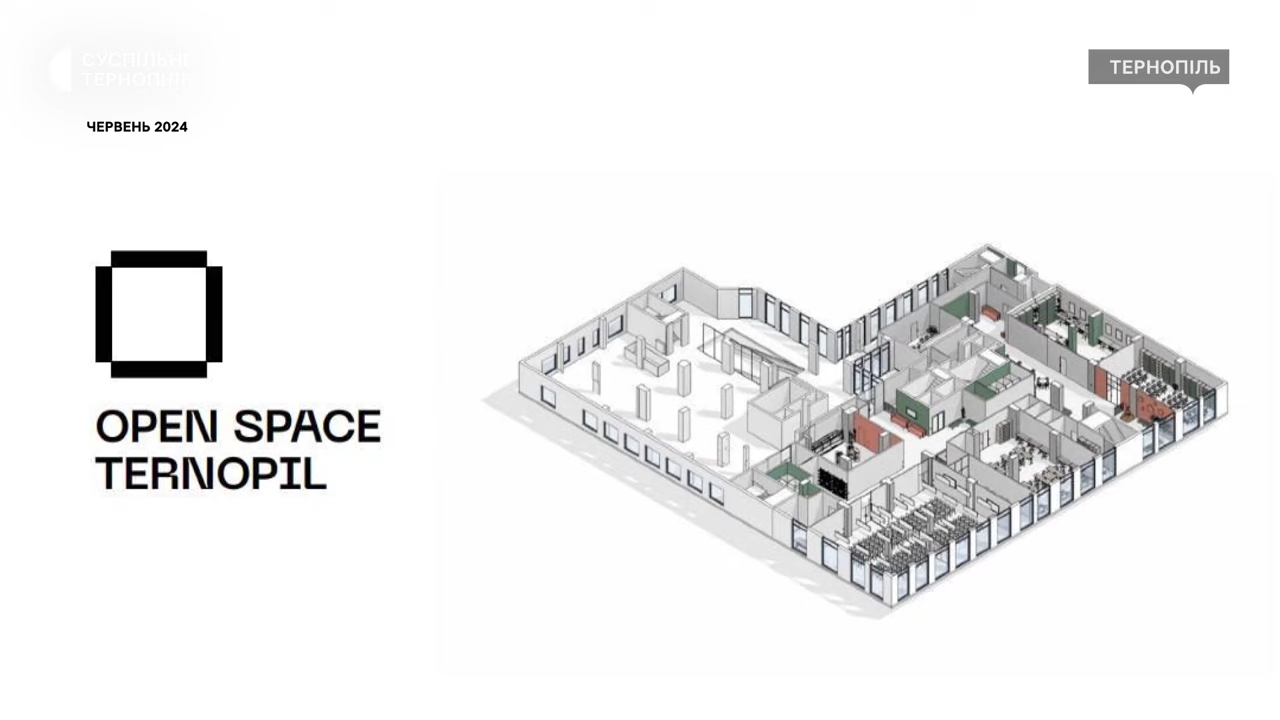 СУСПІЛЬНЕ
ТЕРНОПІЛЬ
ТЕРНОПІЛЬ
ЧЕРВЕНЬ 2024
OPEN SPACE
TERNOPIL